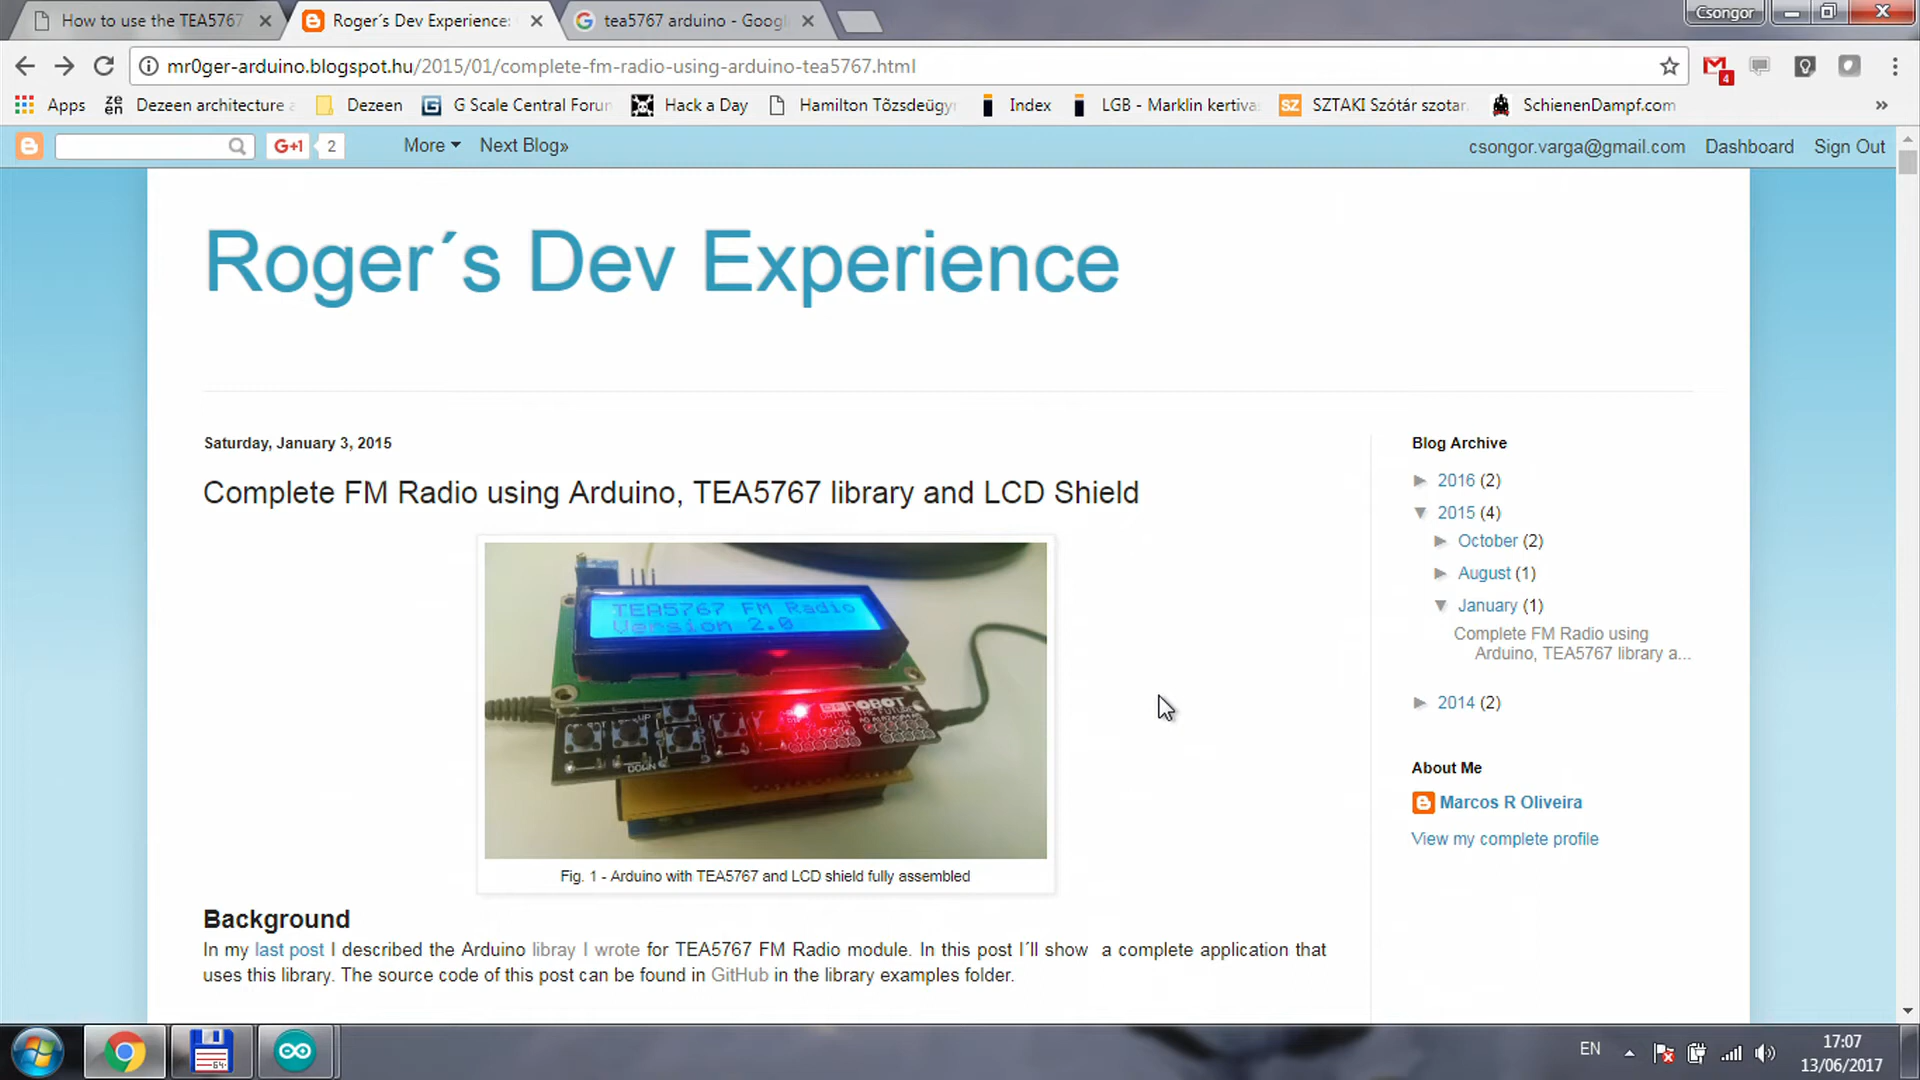 How to use the TEA5767
Roger´s Dev Experience:
tea5767 arduino - Googl
Csongor
mr0ger-arduino.blogspot.hu/2015/01/complete-fm-radio-using-arduino-tea5767.html
4
Apps
Dezeen architecture a
Dezeen
G Scale Central Forum
Hack a Day
Hamilton Tőzsdeügy
Index
LGB - Marklin kertivas
SZ
SZTAKI Szótár szotar.
SchienenDampf.com
»
G+1
2
More
Next Blog»
csongor.varga@gmail.com
Dashboard
Sign Out
Roger´s Dev Experience
Saturday, January 3, 2015
Complete FM Radio using Arduino, TEA5767 library and LCD Shield
TEA5767 FM Radio
Version 2.0
Fig. 1 - Arduino with TEA5767 and LCD shield fully assembled
Background
In my last post I described the Arduino libray I wrote for TEA5767 FM Radio module. In this post I´ll show a complete application that
uses this library. The source code of this post can be found in GitHub in the library examples folder.
Blog Archive
► 2016 (2)
▼ 2015 (4)
► October (2)
► August (1)
▼ January (1)
Complete FM Radio using
Arduino, TEA5767 library a...
► 2014 (2)
About Me
Marcos R Oliveira
View my complete profile
64
EN
17:07
13/06/2017